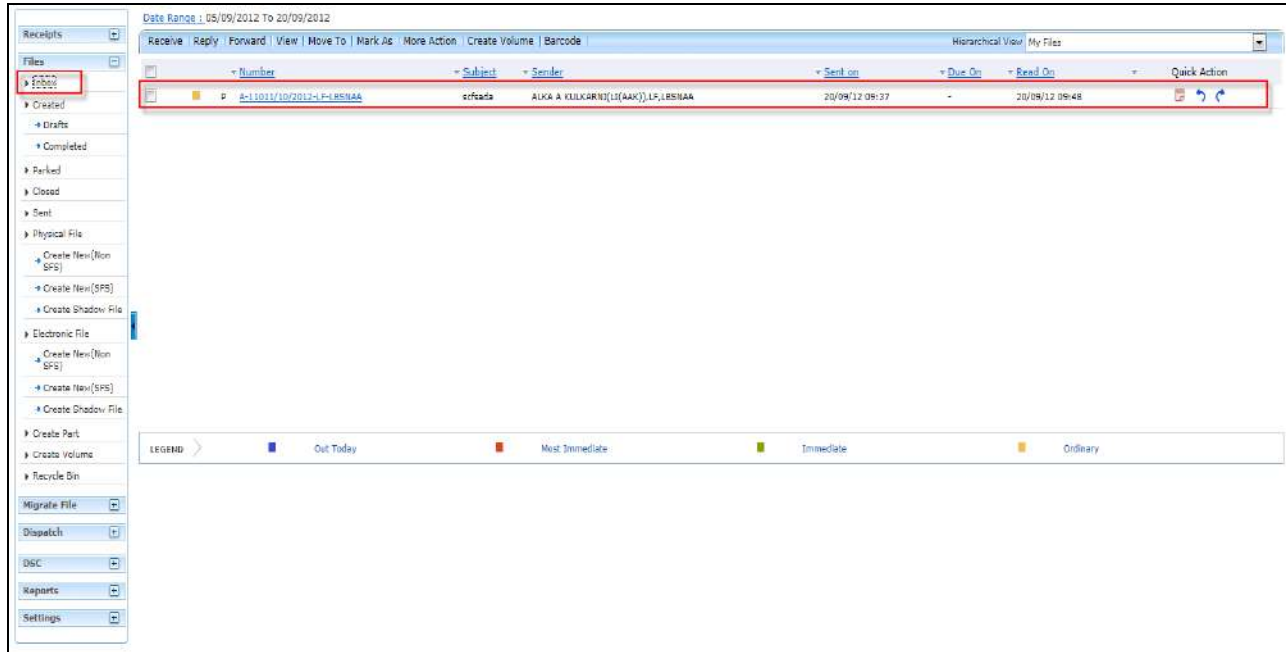 Date Range : 05/09/2012 To 20/09/2012
Receipts
Receive Reply Forward View Move To Mark As More Action Create Volume Barcode Hierarchical View My Files
Files
Number Subject Sender Sent on Due On Read On Quick Action
Inbox
P A-11011/10/2012-LF-LBSNAA scfsada ALKA A KULKARNI(LI(AAK)),LF,LBSNAA 20/09/12 09:37 - 20/09/12 09:48
Created
Drafts
Completed
Parked
Closed
Sent
Physical File
Create New(Non
SFS)
Create New(SFS)
Create Shadow File
Electronic File
Create New(Non
SFS)
Create New(SFS)
Create Shadow File
Create Part
LEGEND Out Today Most Immediate Immediate Ordinary
Create Volume
Recycle Bin
Migrate File
Dispatch
DSC
Reports
Settings